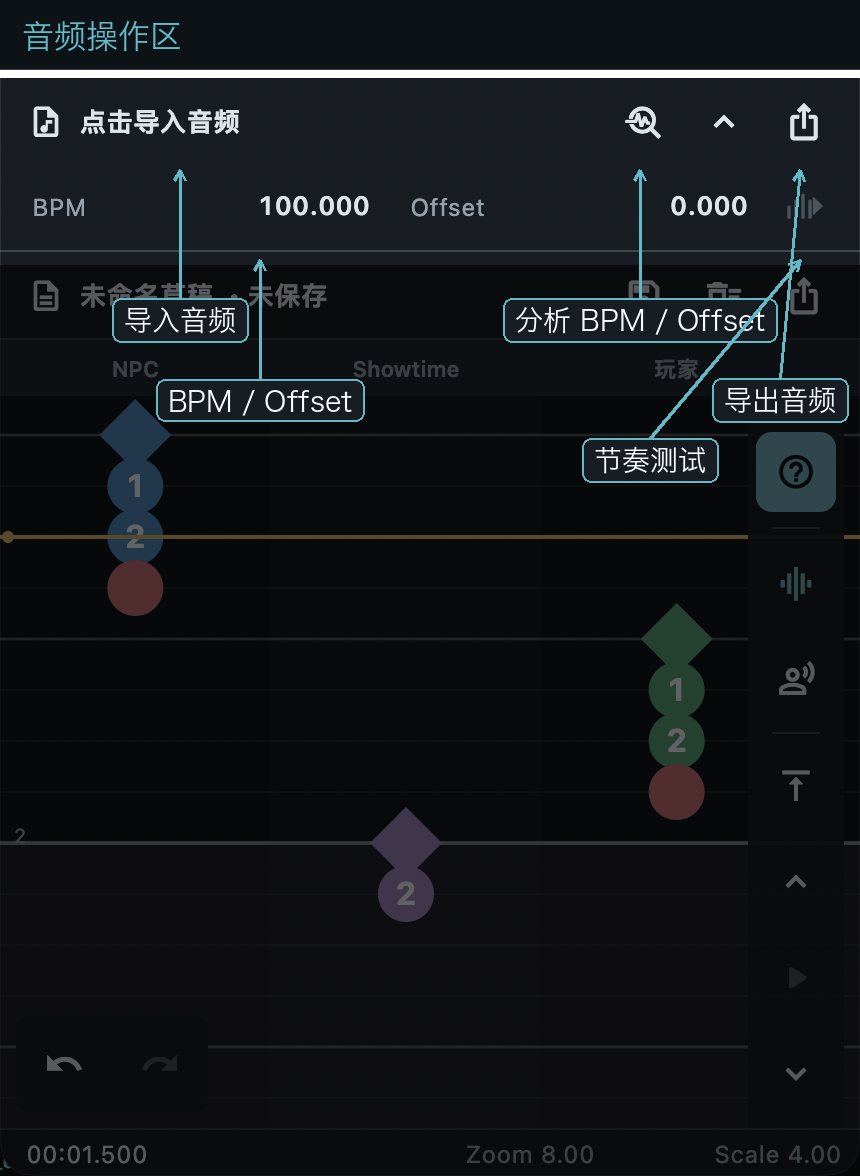 音频操作区
点击导入音频
BPM 100.000 Offset 0.000
未命名草稿 · 未保存
导入音频
分析 BPM / Offset
NPC Showtime 玩家
BPM / Offset
导出音频
节奏测试
1
2
1
2
2
2
00:01.500 Zoom 8.00 Scale 4.00